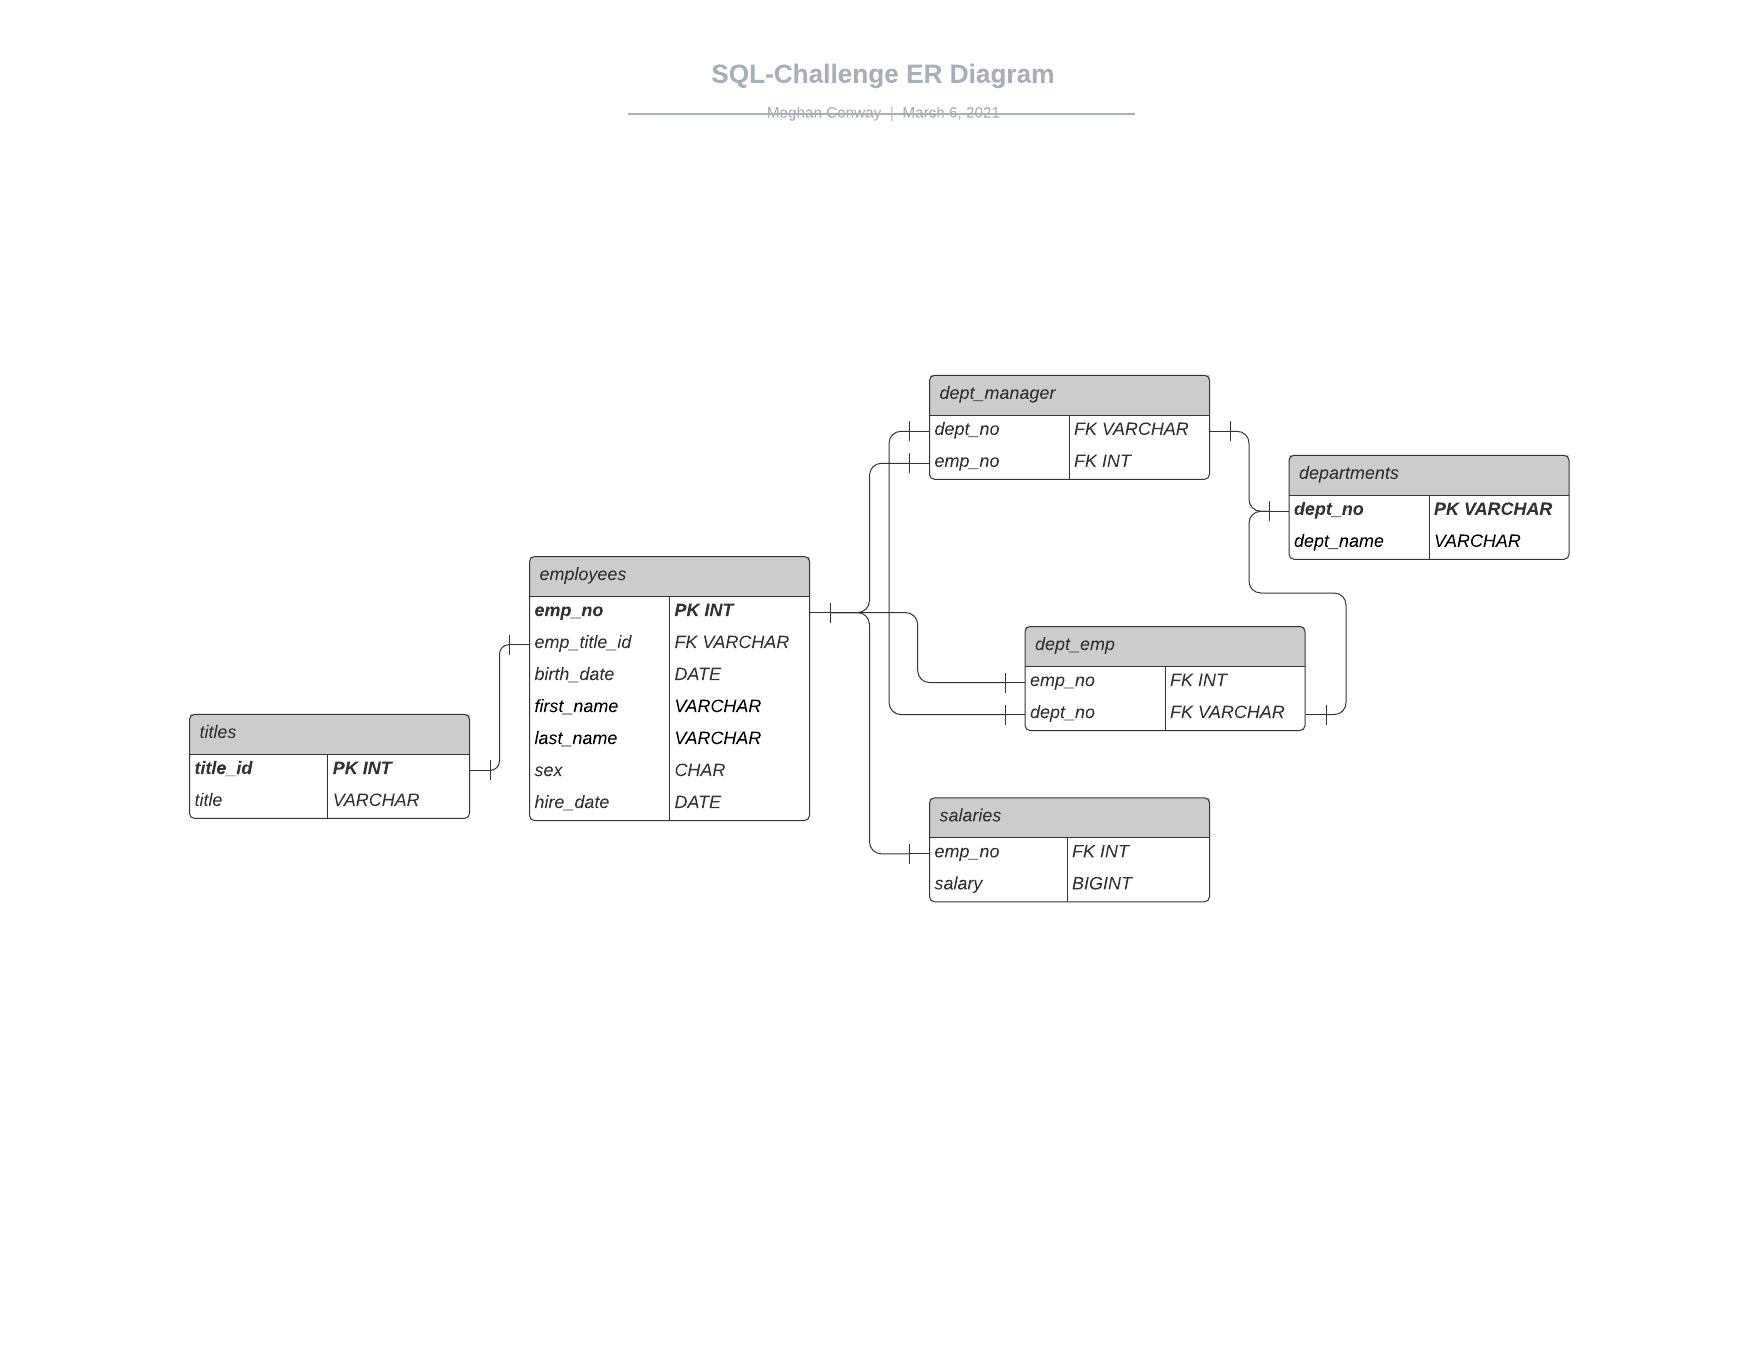 SQL-Challenge ER Diagram
Meghan Conway | March 6, 2021
dept_manager
dept_no FK VARCHAR
emp_no FK INT
departments
dept_no PK VARCHAR
dept_name VARCHAR
employees
emp_no PK INT
emp_title_id FK VARCHAR
birth_date DATE
first_name VARCHAR
last_name VARCHAR
sex CHAR
hire_date DATE
dept_emp
emp_no FK INT
dept_no FK VARCHAR
titles
title_id PK INT
title VARCHAR
salaries
emp_no FK INT
salary BIGINT